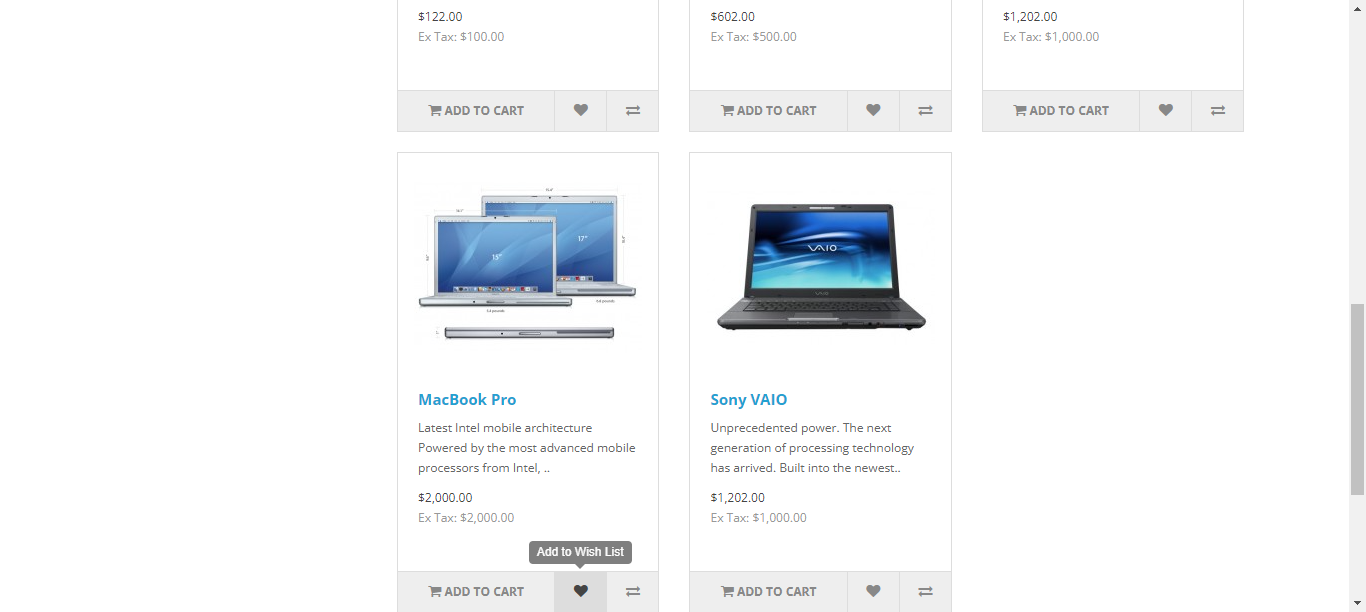 $122.00
Ex Tax: $100.00
ADD TO CART
$602.00
Ex Tax: $500.00
ADD TO CART
$1,202.00
Ex Tax: $1,000.00
ADD TO CART
15"
17"
MacBook Pro
Latest Intel mobile architecture
Powered by the most advanced mobile
processors from Intel, ..
$2,000.00
Ex Tax: $2,000.00
Add to Wish List
ADD TO CART
VAIO
VAIO
Sony VAIO
Unprecedented power. The next
generation of processing technology
has arrived. Built into the newest..
$1,202.00
Ex Tax: $1,000.00
ADD TO CART